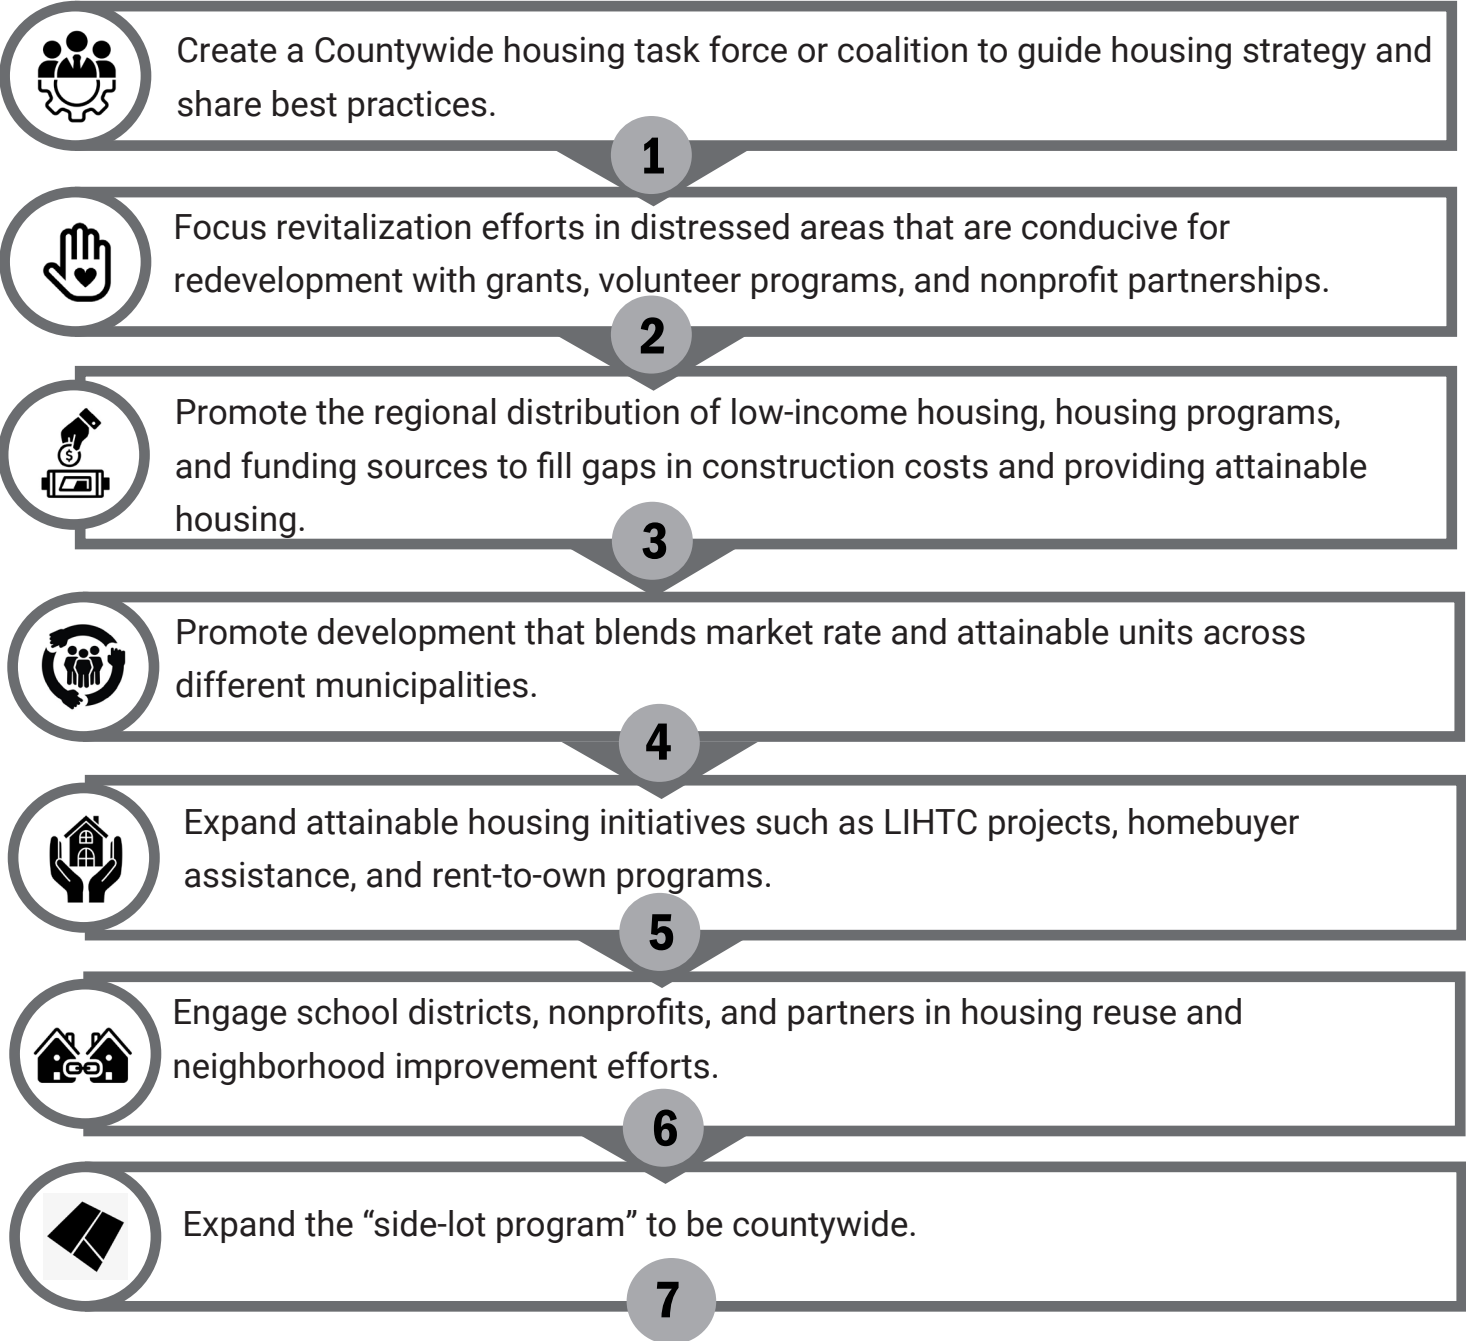 Create a Countywide housing task force or coalition to guide housing strategy and
share best practices.
1
Focus revitalization efforts in distressed areas that are conducive for
redevelopment with grants, volunteer programs, and nonprofit partnerships.
2
Promote the regional distribution of low-income housing, housing programs,
and funding sources to fill gaps in construction costs and providing attainable
housing.
3
Promote development that blends market rate and attainable units across
different municipalities.
4
Expand attainable housing initiatives such as LIHTC projects, homebuyer
assistance, and rent-to-own programs.
5
Engage school districts, nonprofits, and partners in housing reuse and
neighborhood improvement efforts.
6
Expand the “side-lot program” to be countywide.
7